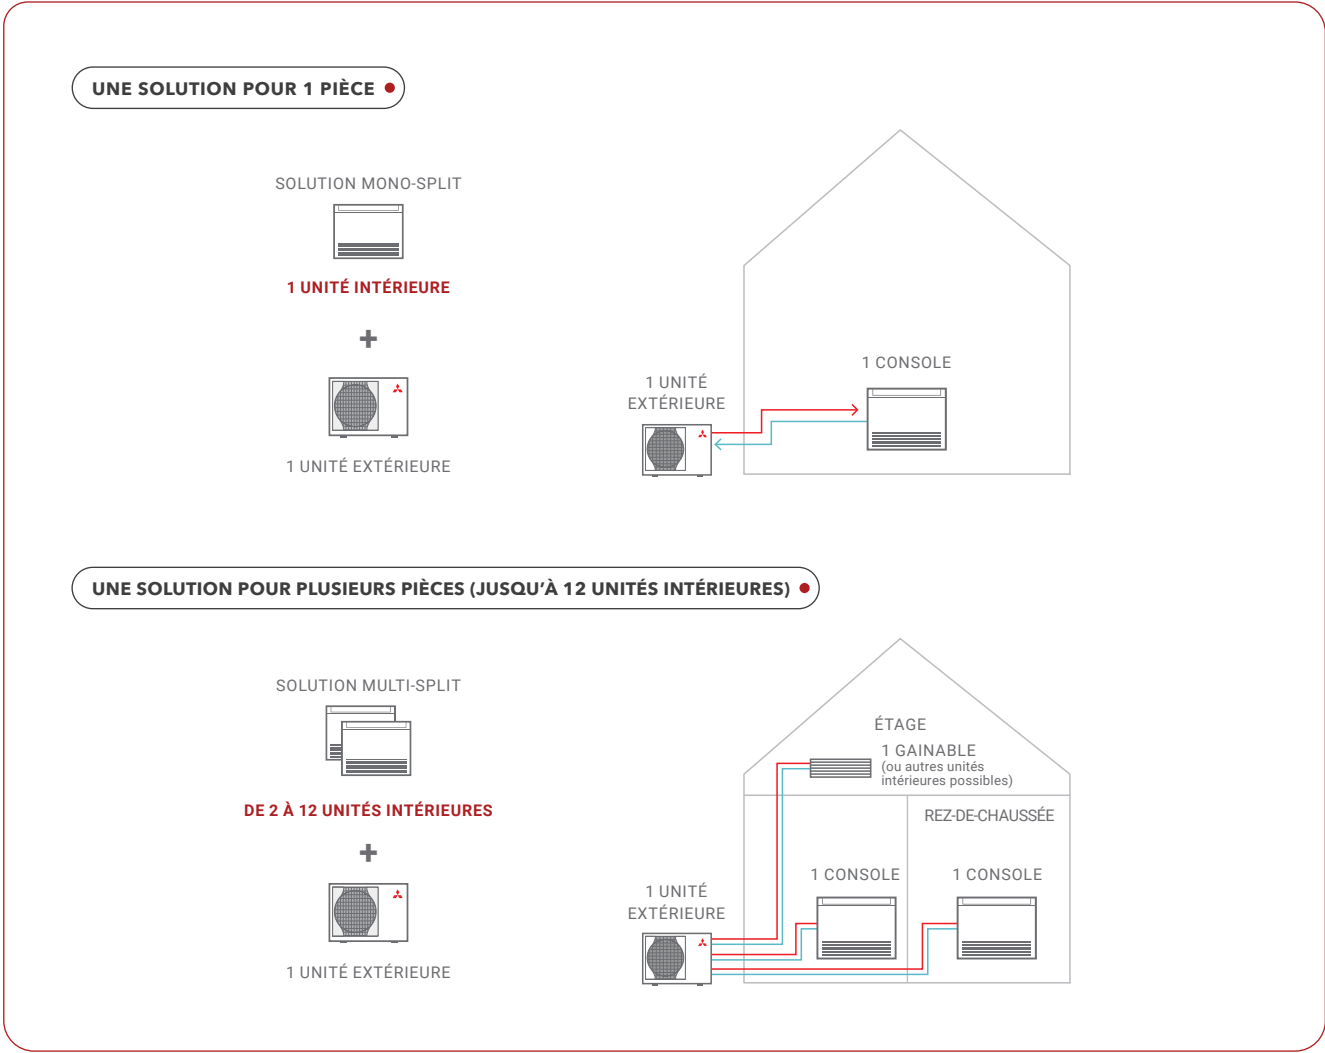 UNE SOLUTION POUR 1 PIÈCE
SOLUTION MONO-SPLIT
1 UNITÉ INTÉRIEURE
+
1 UNITÉ EXTÉRIEURE
1 UNITÉ
EXTÉRIEURE
1 CONSOLE
UNE SOLUTION POUR PLUSIEURS PIÈCES (JUSQU'À 12 UNITÉS INTÉRIEURES)
SOLUTION MULTI-SPLIT
DE 2 À 12 UNITÉS INTÉRIEURES
+
1 UNITÉ EXTÉRIEURE
ÉTAGE
1 GAINABLE
(ou autres unités
intérieures possibles)
REZ-DE-CHAUSSÉE
1 CONSOLE
1 CONSOLE
1 UNITÉ
EXTÉRIEURE